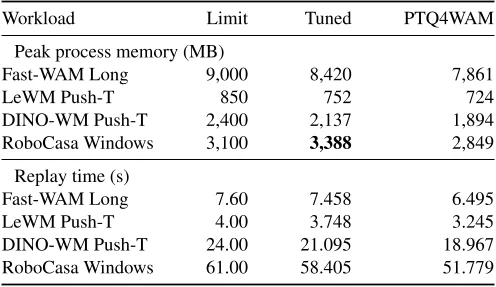 Workload Limit Tuned PTQ4WAM
Peak process memory (MB)
Fast-WAM Long 9,000 8,420 7,861
LeWM Push-T 850 752 724
DINO-WM Push-T 2,400 2,137 1,894
RoboCasa Windows 3,100 3,388 2,849
Replay time (s)
Fast-WAM Long 7.60 7.458 6.495
LeWM Push-T 4.00 3.748 3.245
DINO-WM Push-T 24.00 21.095 18.967
RoboCasa Windows 61.00 58.405 51.779